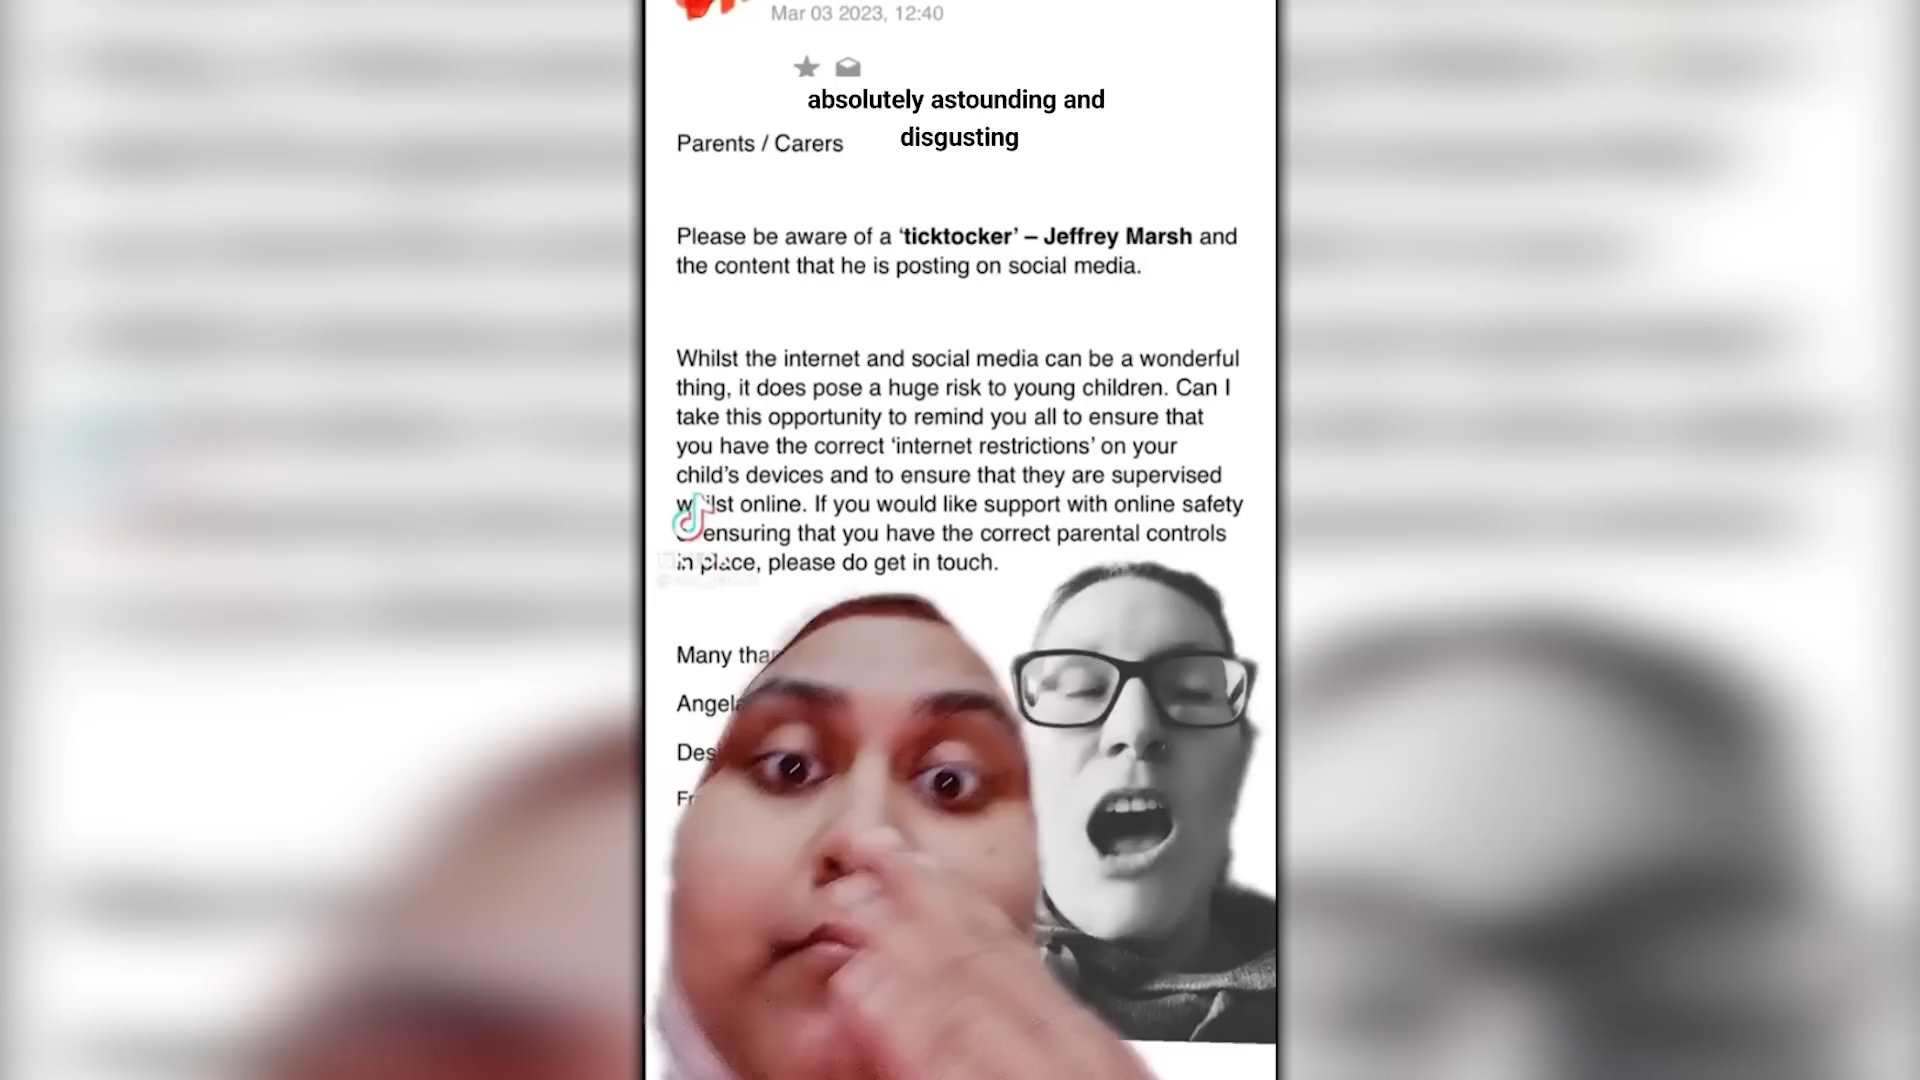 Mar 03 2023, 12:40
absolutely astounding and
disgusting
Parents / Carers
Please be aware of a ‘ticktocker’ – Jeffrey Marsh and
the content that he is posting on social media.
Whilst the internet and social media can be a wonderful
thing, it does pose a huge risk to young children. Can I
take this opportunity to remind you all to ensure that
you have the correct ‘internet restrictions’ on your
child’s devices and to ensure that they are supervised
whilst online. If you would like support with online safety
ensuring that you have the correct parental controls
in place, please do get in touch.
Many